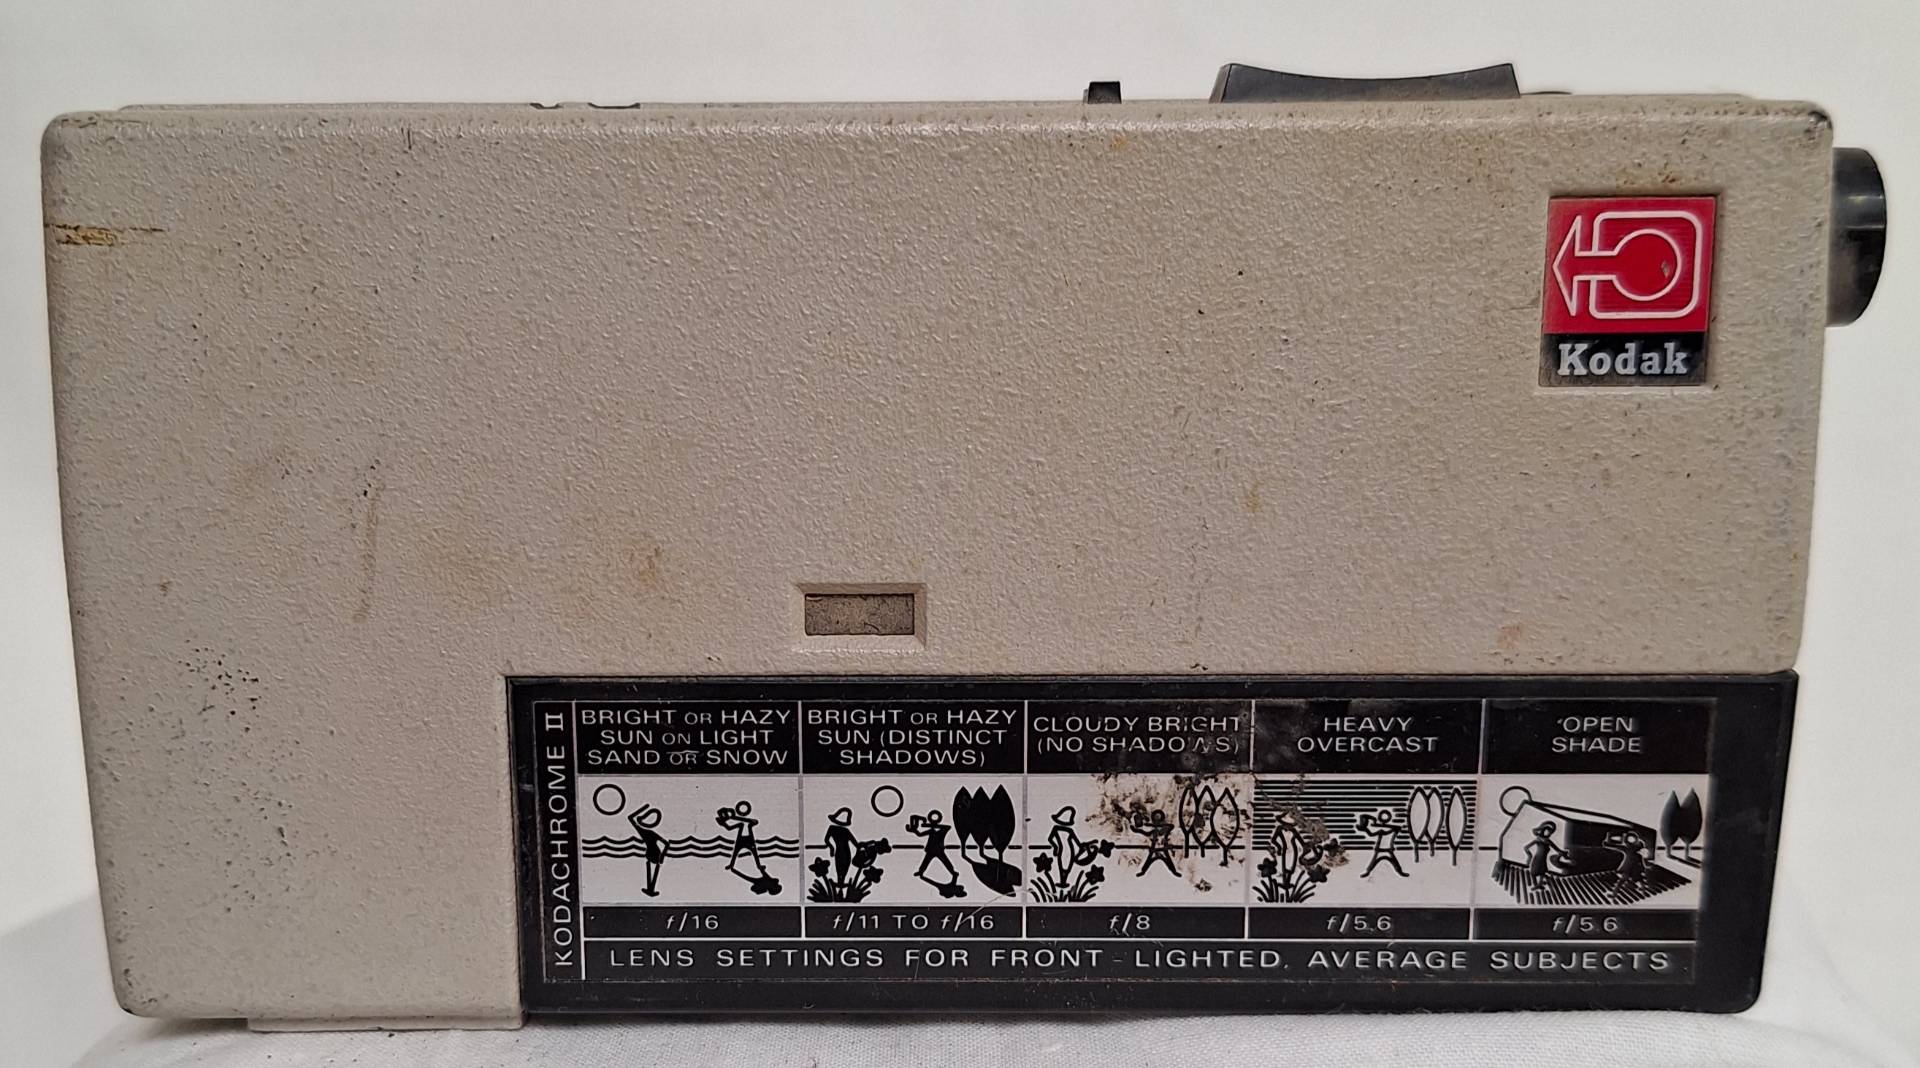 Kodak
KODACHROME II
BRIGHT OR HAZY
SUN ON LIGHT
SAND OR SNOW
BRIGHT OR HAZY
SUN (DISTINCT
SHADOWS)
CLOUDY BRIGHT
(NO SHADOWS)
HEAVY
OVERCAST
OPEN
SHADE
f/16
f/11 TO f/16
f/8
f/5.6
f/5.6
LENS SETTINGS FOR FRONT-LIGHTED, AVERAGE SUBJECTS